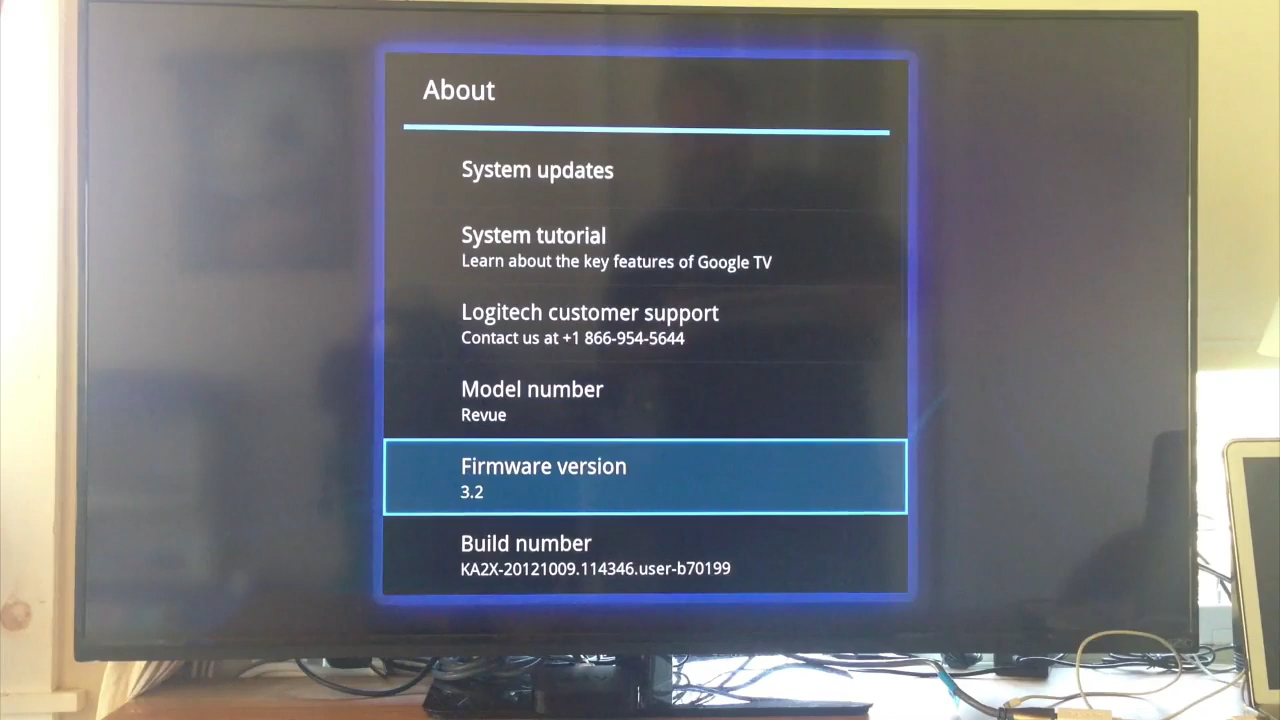 About
System updates
System tutorial
Learn about the key features of Google TV
Logitech customer support
Contact us at +1 866-954-5644
Model number
Revue
Firmware version
3.2
Build number
KA2X-20121009.114346.user-b70199